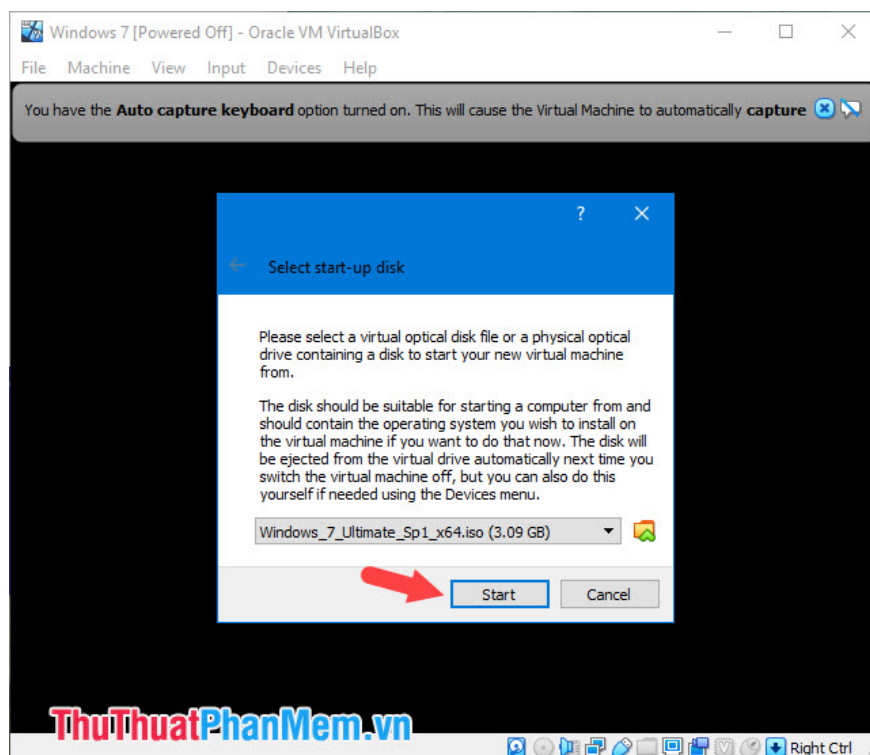 Windows 7 [Powered Off] - Oracle VM VirtualBox
File Machine View Input Devices Help
You have the Auto capture keyboard option turned on. This will cause the Virtual Machine to automatically capture
?
Select start-up disk
Please select a virtual optical disk file or a physical optical
drive containing a disk to start your new virtual machine
from.
The disk should be suitable for starting a computer from and
should contain the operating system you wish to install on
the virtual machine if you want to do that now. The disk will
be ejected from the virtual drive automatically next time you
switch the virtual machine off, but you can also do this
yourself if needed using the Devices menu.
Windows_7_Ultimate_Sp1_x64.iso (3.09 GB)
Start Cancel
ThuThuatPhanMem.vn
Right Ctrl